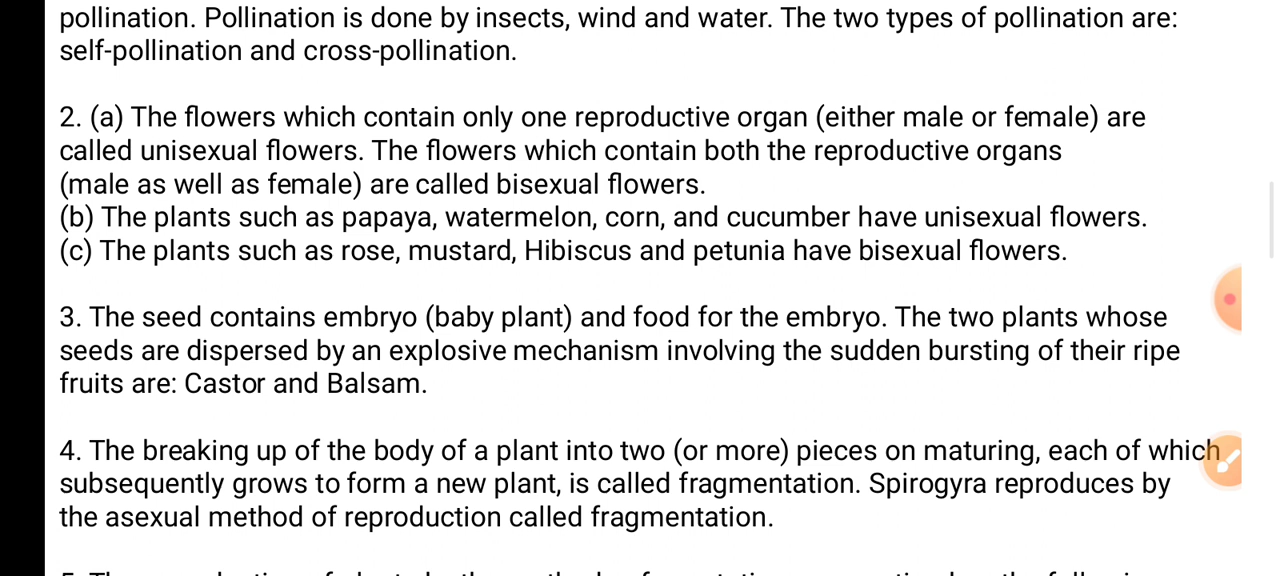 pollination. Pollination is done by insects, wind and water. The two types of pollination are:
self-pollination and cross-pollination.
2. (a) The flowers which contain only one reproductive organ (either male or female) are
called unisexual flowers. The flowers which contain both the reproductive organs
(male as well as female) are called bisexual flowers.
(b) The plants such as papaya, watermelon, corn, and cucumber have unisexual flowers.
(c) The plants such as rose, mustard, Hibiscus and petunia have bisexual flowers.
3. The seed contains embryo (baby plant) and food for the embryo. The two plants whose
seeds are dispersed by an explosive mechanism involving the sudden bursting of their ripe
fruits are: Castor and Balsam.
4. The breaking up of the body of a plant into two (or more) pieces on maturing, each of which
subsequently grows to form a new plant, is called fragmentation. Spirogyra reproduces by
the asexual method of reproduction called fragmentation.